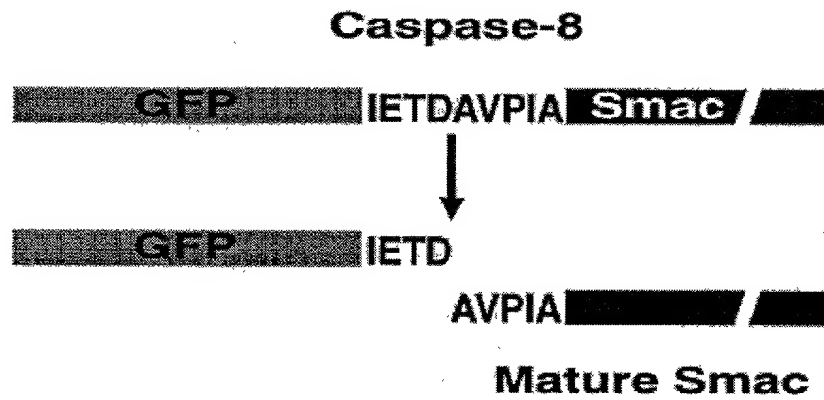 Caspase-8
GFP IETDAVPIA Smac
GFP IETD
AVPIA
Mature Smac